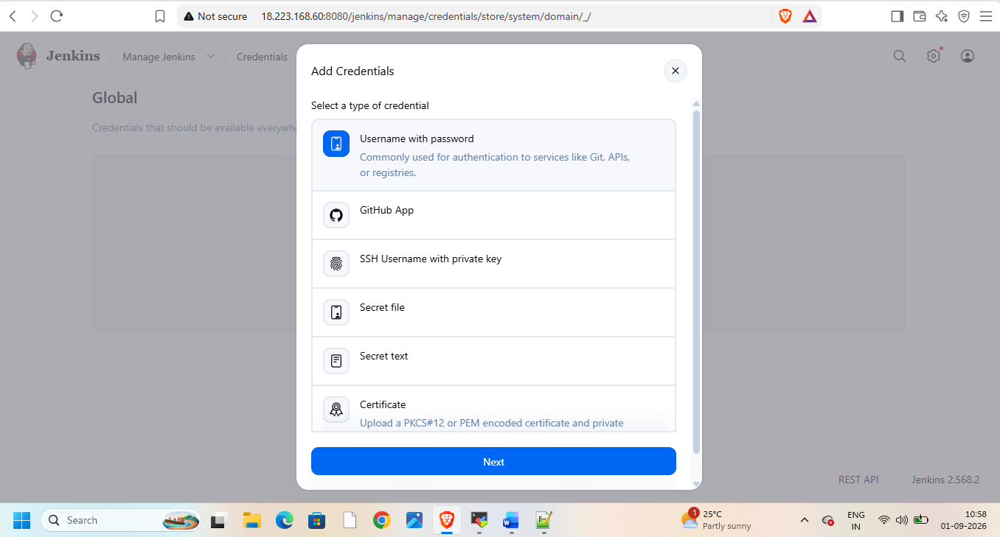 Not secure 18.223.168.60:8080/jenkins/manage/credentials/store/system/domain/_/
Jenkins / Manage Jenkins / Credentials
Add Credentials
Global
Credentials that should be available everywhe
Select a type of credential
Username with password
Commonly used for authentication to services like Git, APIs,
or registries.
GitHub App
SSH Username with private key
Secret file
Secret text
Certificate
Upload a PKCS#12 or PEM encoded certificate and private
Next
REST API Jenkins 2.568.2
Search
1
25°C
Partly sunny
ENG
IN
10:58
01-09-2026